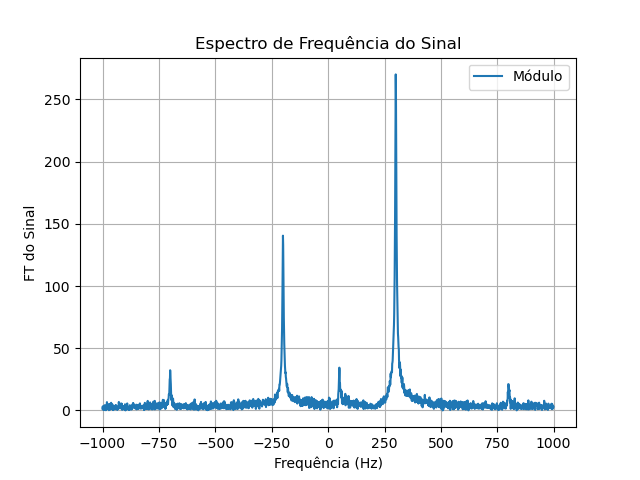 Espectro de Frequência do Sinal
Módulo
FT do Sinal
250
200
150
100
50
0
−1000 −750 −500 −250 0 250 500 750 1000
Frequência (Hz)